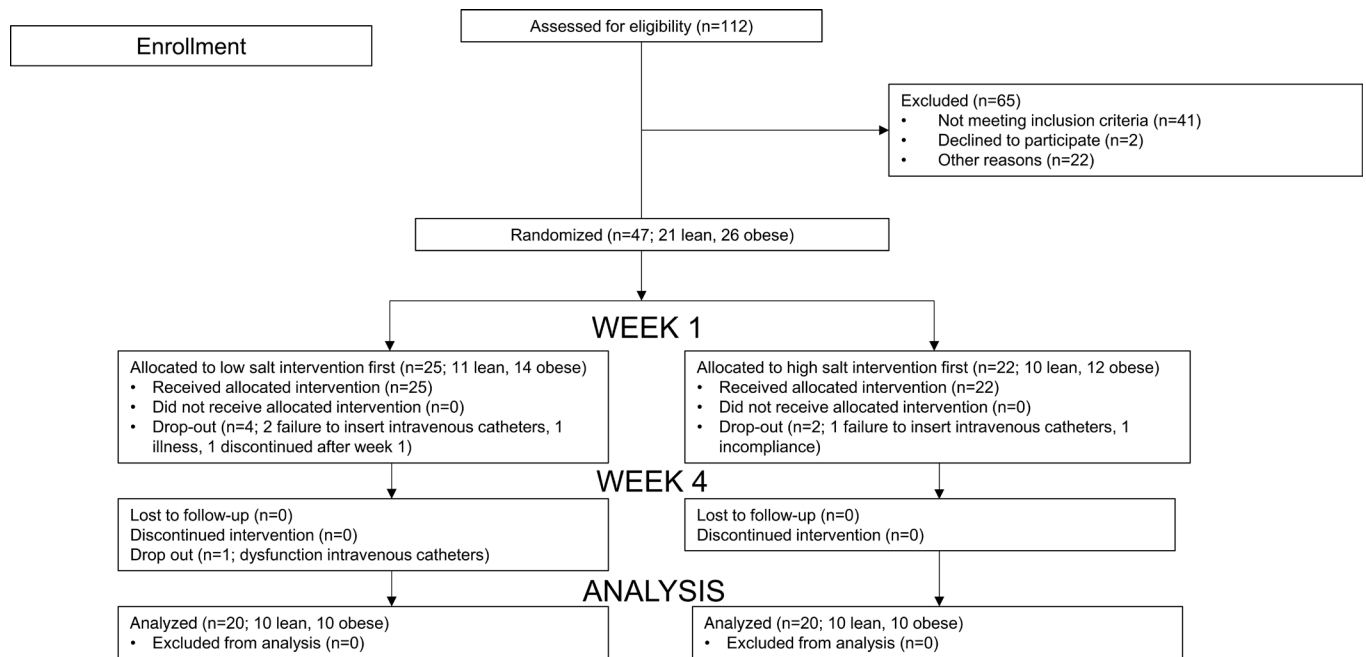 Enrollment
Assessed for eligibility (n=112)
Excluded (n=65)
• Not meeting inclusion criteria (n=41)
• Declined to participate (n=2)
• Other reasons (n=22)
Randomized (n=47; 21 lean, 26 obese)
WEEK 1
Allocated to low salt intervention first (n=25; 11 lean, 14 obese)
• Received allocated intervention (n=25)
• Did not receive allocated intervention (n=0)
• Drop-out (n=4; 2 failure to insert intravenous catheters, 1
illness, 1 discontinued after week 1)
Allocated to high salt intervention first (n=22; 10 lean, 12 obese)
• Received allocated intervention (n=22)
• Did not receive allocated intervention (n=0)
• Drop-out (n=2; 1 failure to insert intravenous catheters, 1
incompliance)
WEEK 4
Lost to follow-up (n=0)
Discontinued intervention (n=0)
Drop out (n=1; dysfunction intravenous catheters)
Lost to follow-up (n=0)
Discontinued intervention (n=0)
ANALYSIS
Analyzed (n=20; 10 lean, 10 obese)
• Excluded from analysis (n=0)
Analyzed (n=20; 10 lean, 10 obese)
• Excluded from analysis (n=0)